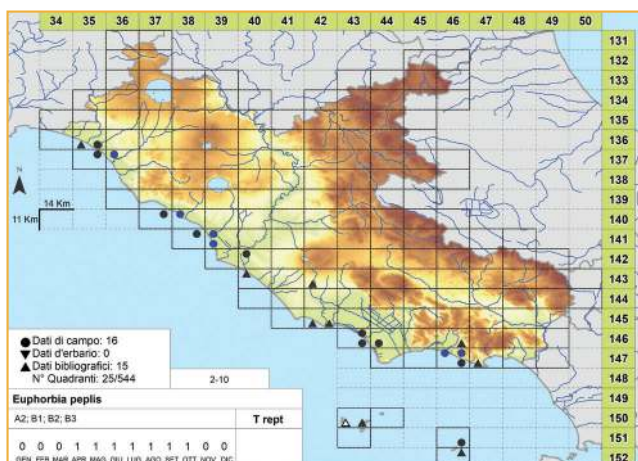 34 35 36 37 38 39 40 41 42 43 44 45 46 47 48 49 50
131
132
133
134
135
136
137
138
139
140
141
142
143
144
145
146
147
148
150
151
152
N
14 Km
11 Km
● Dati di campo: 16
▼ Dati d'erbario: 0
▲ Dati bibliografici: 15
N° Quadranti: 25/544
2-10
Euphorbia peplis
A2; B1; B2; B3
T rept
0 0 0 1 1 1 1 1 1 1 0 0
GEN FEB MAR APR MAG GIU LUG AGO SET OTT NOV DIC